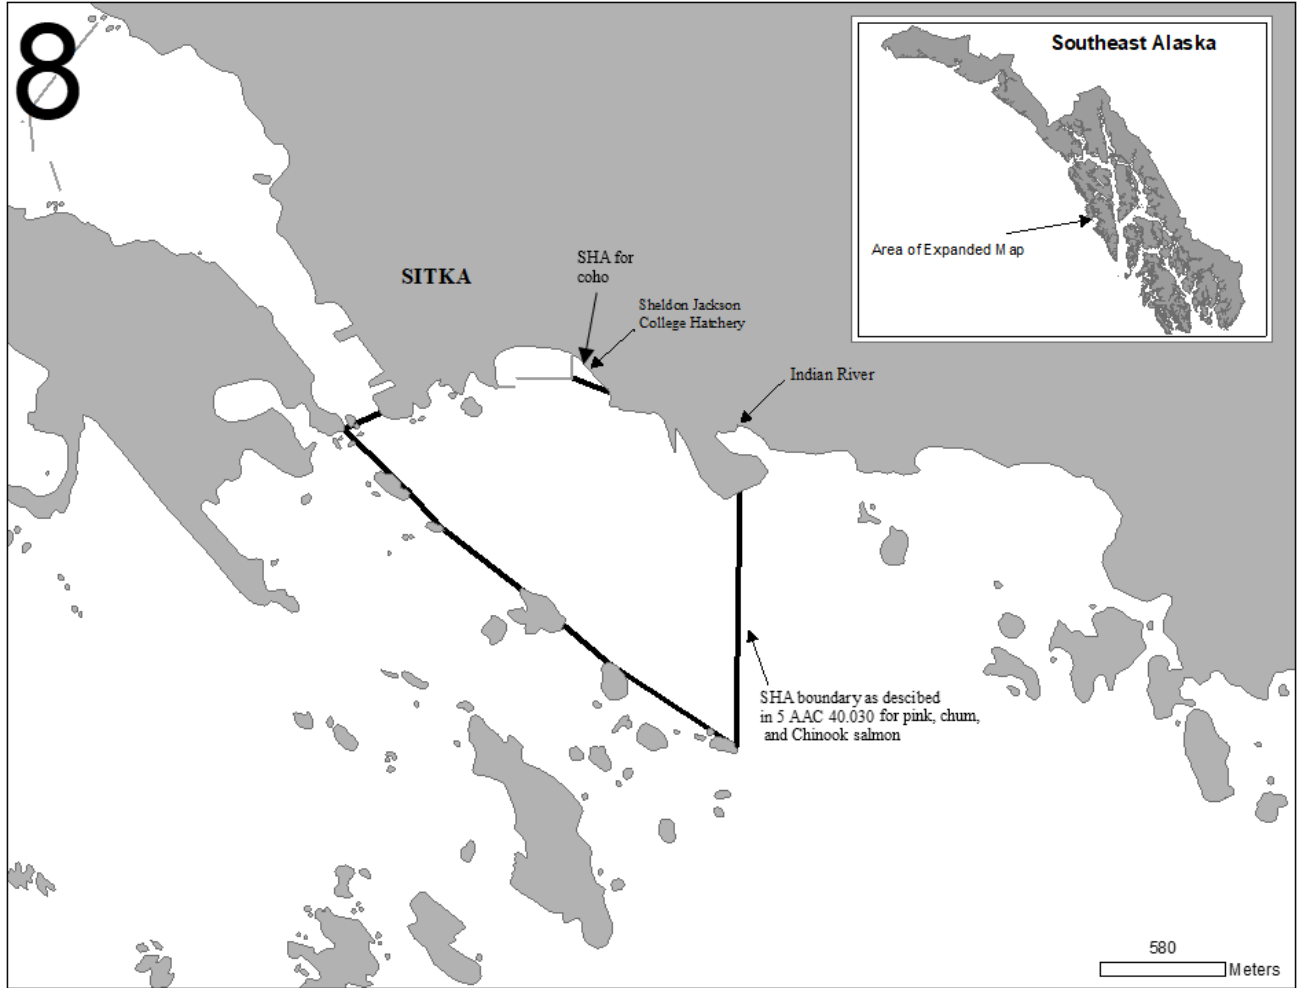 8
Southeast Alaska
Area of Expanded Map
SITKA
SHA for
coho
Sheldon Jackson
College Hatchery
Indian River
SHA boundary as descibed
in 5 AAC 40.030 for pink, chum,
and Chinook salmon
580
Meters